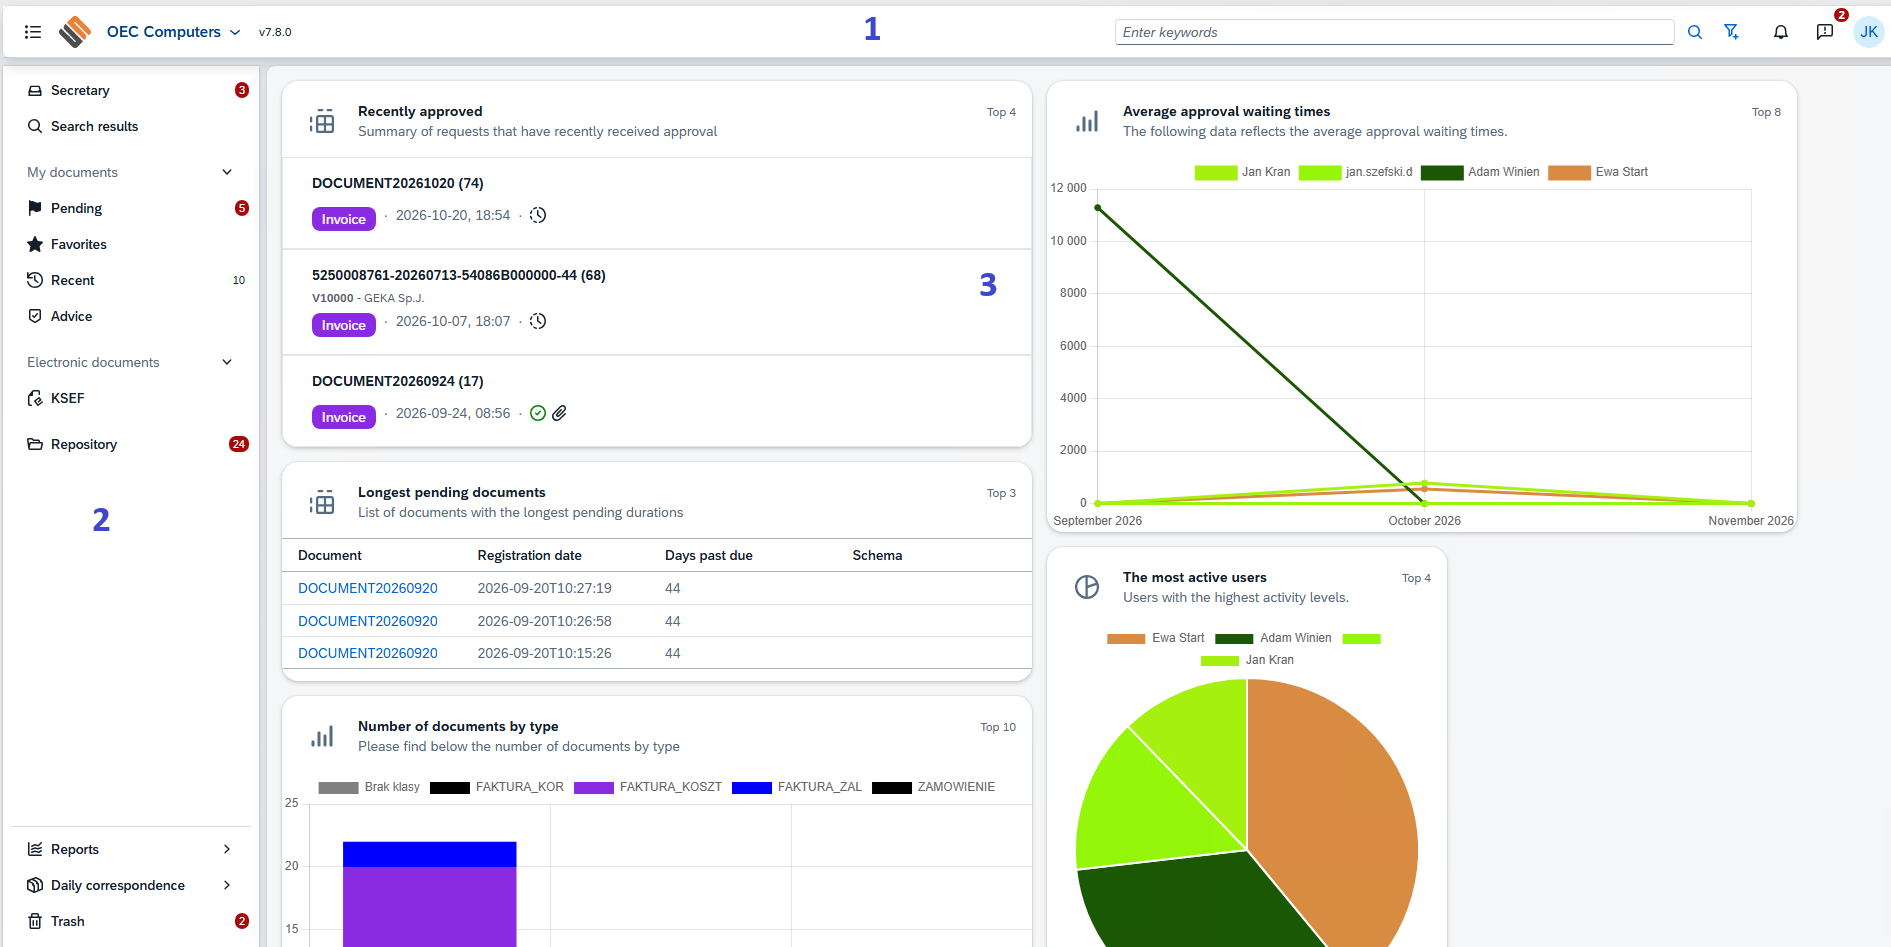 OEC Computers v7.8.0 1 Enter keywords 2 JK
Secretary 3
Search results
My documents
Pending 5
Favorites
Recent 10
Advice
Electronic documents
KSEF
Repository 24
2
Reports
Daily correspondence
Trash 2
Recently approved Top 4
Summary of requests that have recently received approval
DOCUMENT20261020 (74)
Invoice · 2026-10-20, 18:54 ·
5250008761-20260713-54086B000000-44 (68)
3
V10000 - GEKA Sp.J.
Invoice · 2026-10-07, 18:07 ·
DOCUMENT20260924 (17)
Invoice · 2026-09-24, 08:56 ·
Longest pending documents Top 3
List of documents with the longest pending durations
Document Registration date Days past due Schema
DOCUMENT20260920 2026-09-20T10:27:19 44
DOCUMENT20260920 2026-09-20T10:26:58 44
DOCUMENT20260920 2026-09-20T10:15:26 44
Number of documents by type Top 10
Please find below the number of documents by type
Brak klasy FAKTURA_KOR FAKTURA_KOSZT FAKTURA_ZAL ZAMOWIENIE
25
20
15
Average approval waiting times Top 8
The following data reflects the average approval waiting times.
Jan Kran jan.szefski.d Adam Winien Ewa Start
12 000
10 000
8000
6000
4000
2000
0
September 2026 October 2026 November 2026
The most active users Top 4
Users with the highest activity levels.
Ewa Start Adam Winien
Jan Kran